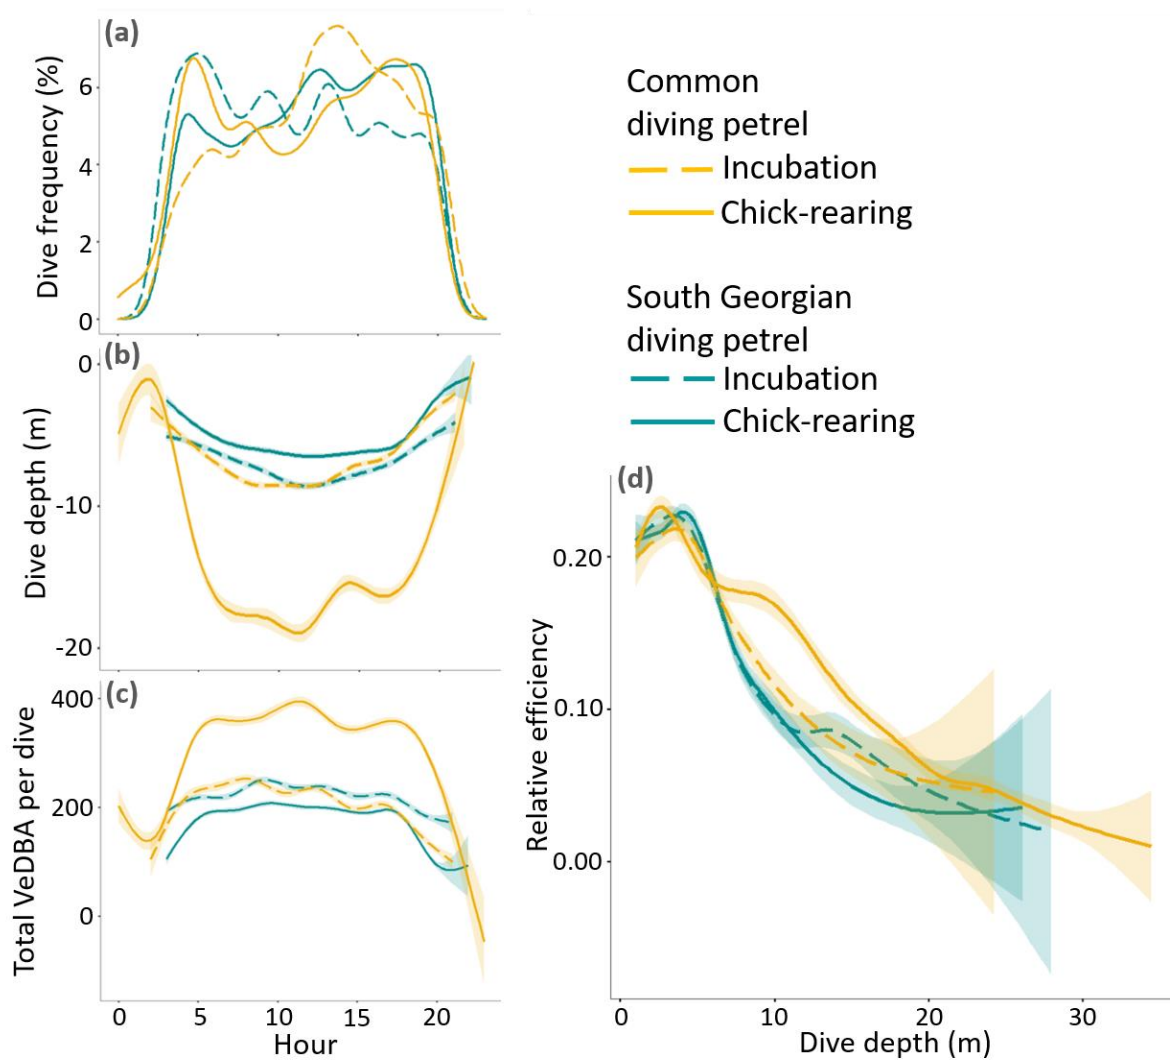 (a)
Dive frequency (%)
6
4
2
0
(b)
Dive depth (m)
0
-10
-20
(c)
Total VeDBA per dive
400
200
0
0 5 10 15 20
Hour
Common
diving petrel
Incubation
Chick-rearing
South Georgian
diving petrel
Incubation
Chick-rearing
(d)
Relative efficiency
0.20
0.10
0.00
0 10 20 30
Dive depth (m)